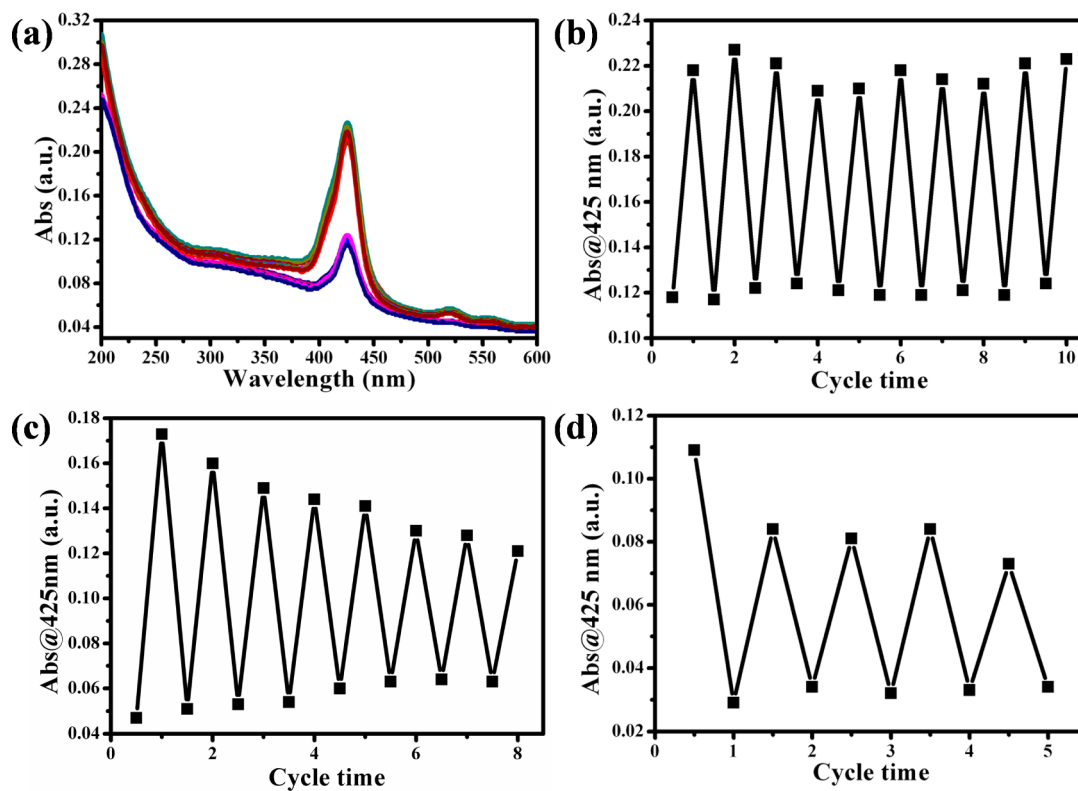 (a)
0.32
0.28
0.24
0.20
0.16
0.12
0.08
0.04
Abs (a.u.)
200 250 300 350 400 450 500 550 600
Wavelength (nm)
(b)
0.24
0.22
0.20
0.18
0.16
0.14
0.12
0.10
Abs@425 nm (a.u.)
0 2 4 6 8 10
Cycle time
(c)
0.18
0.16
0.14
0.12
0.10
0.08
0.06
0.04
Abs@425nm (a.u.)
0 2 4 6 8
Cycle time
(d)
0.12
0.10
0.08
0.06
0.04
0.02
Abs@425 nm (a.u.)
0 1 2 3 4 5
Cycle time